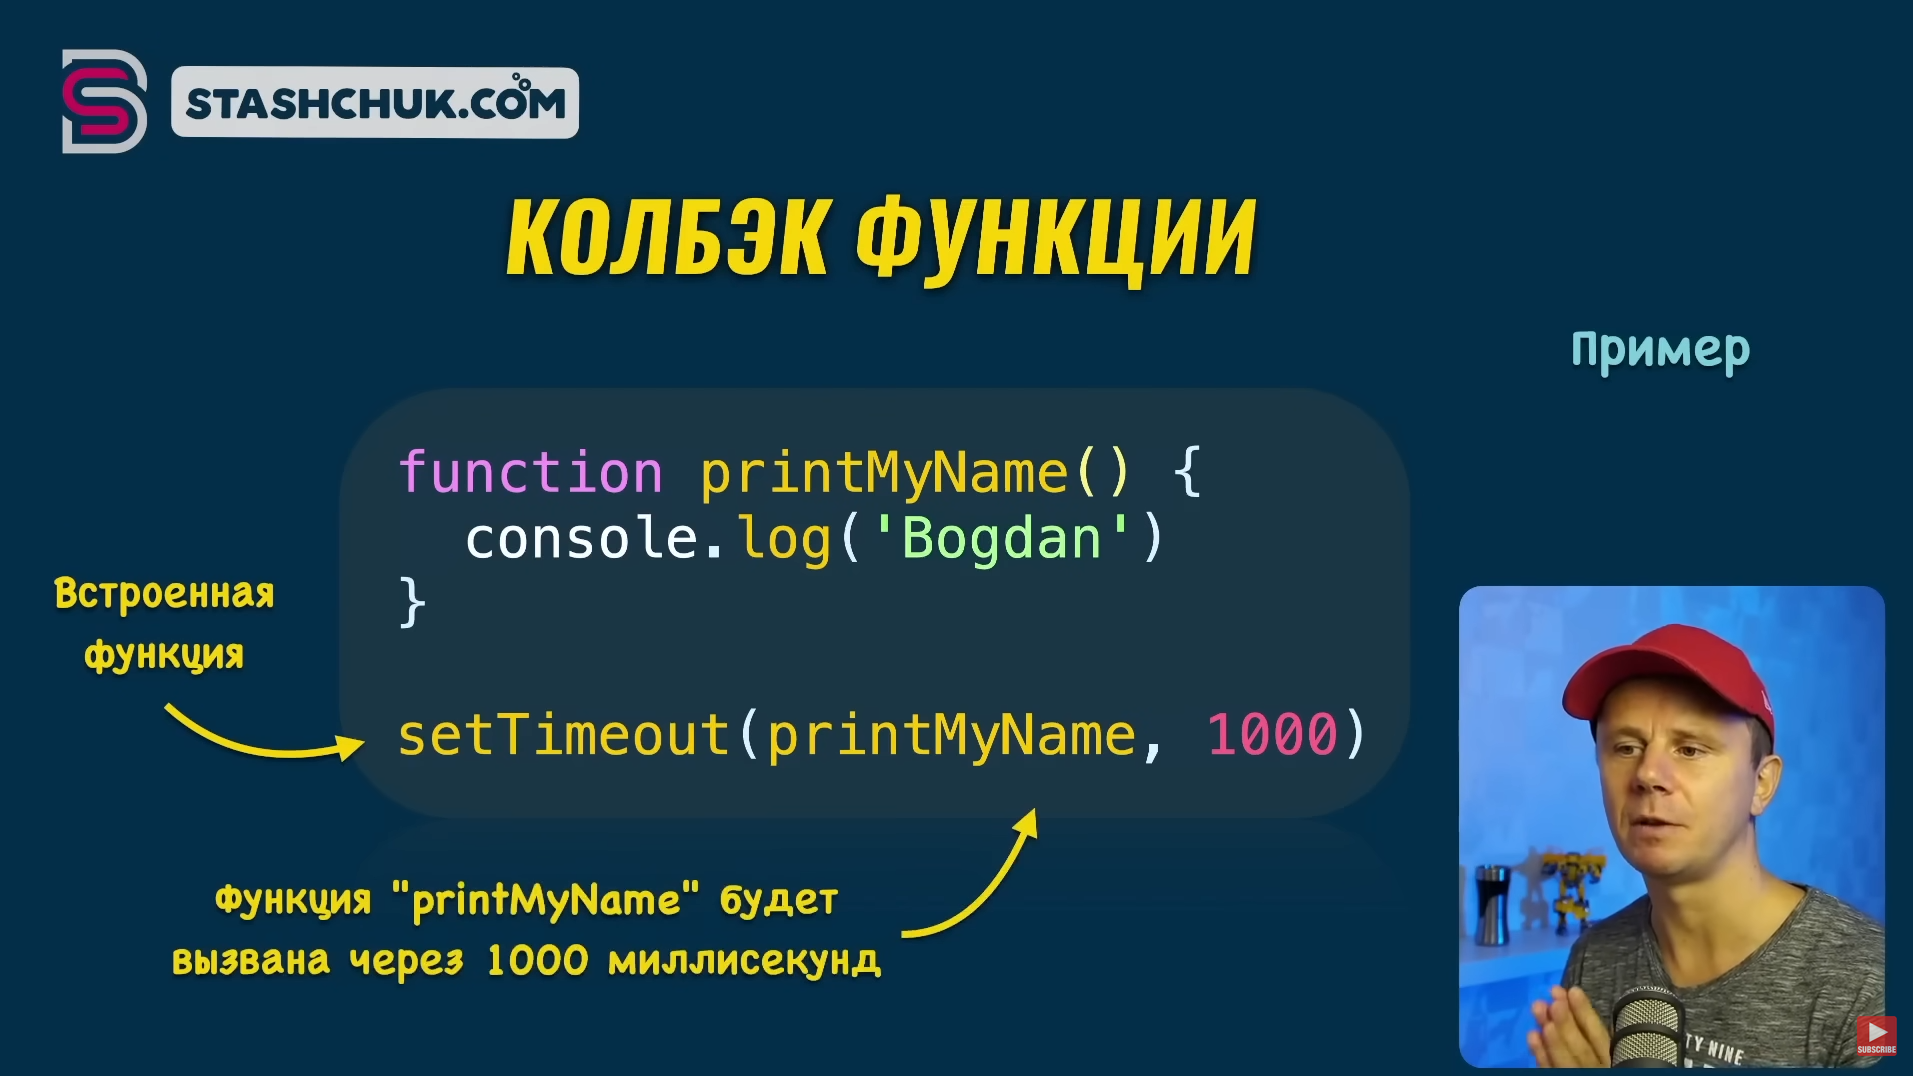 STASHCHUK.COM
КОЛБЭК ФУНКЦИИ
Пример
function printMyName() {
console.log('Bogdan')
}
Встроенная
функция
setTimeout(printMyName, 1000)
Функция "printMyName" будет
вызвана через 1000 миллисекунд
TY NINE
SUBSCRIBE